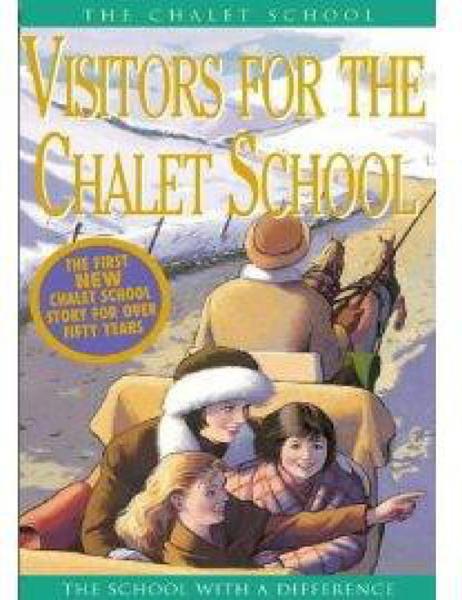 THE CHALET SCHOOL
VISITORS FOR THE
CHALET SCHOOL
THE FIRST
NEW
CHALET SCHOOL
STORY FOR OVER
FIFTY YEARS
THE SCHOOL WITH A DIFFERENCE